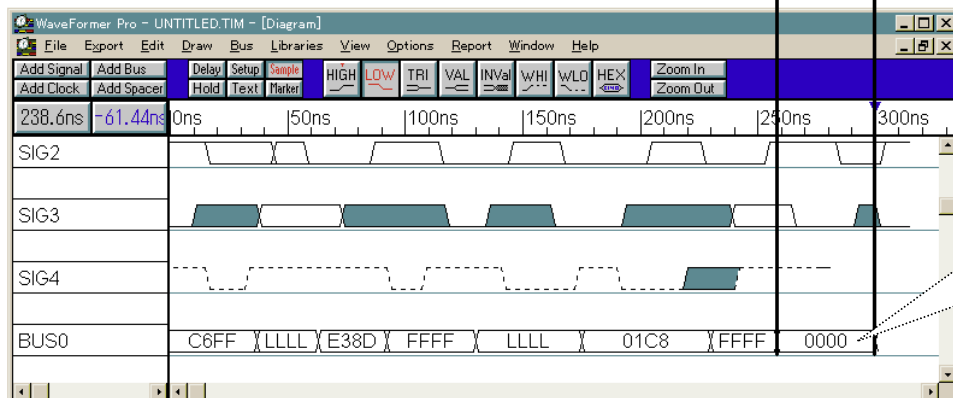 WaveFormer Pro - UNTITLED.TIM - [Diagram]
File Export Edit Draw Bus Libraries View Options Report Window Help
Add Signal Add Bus Delay Setup Sample HIGH LOW TRI VAL INVal WHI WLO HEX Zoom In
Add Clock Add Spacer Hold Text Marker Zoom Out
238.6ns -61.44ns 0ns 50ns 100ns 150ns 200ns 250ns 300ns
SIG2
SIG3
SIG4
BUS0 C6FF LLLL E38D FFFF LLLL 01C8 FFFF 0000